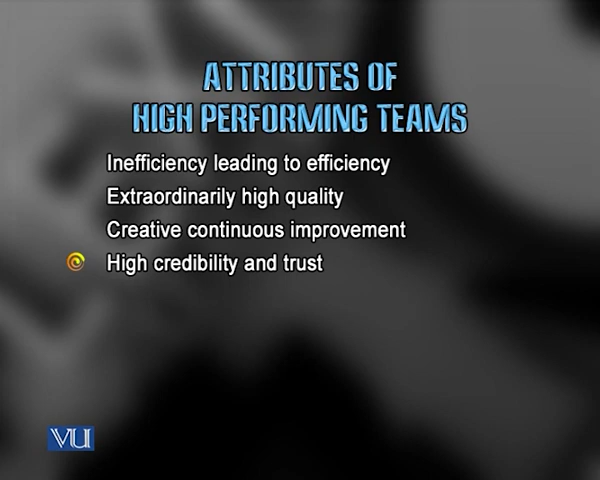 ATTRIBUTES OF
HIGH PERFORMING TEAMS
Inefficiency leading to efficiency
Extraordinarily high quality
Creative continuous improvement
High credibility and trust
VU